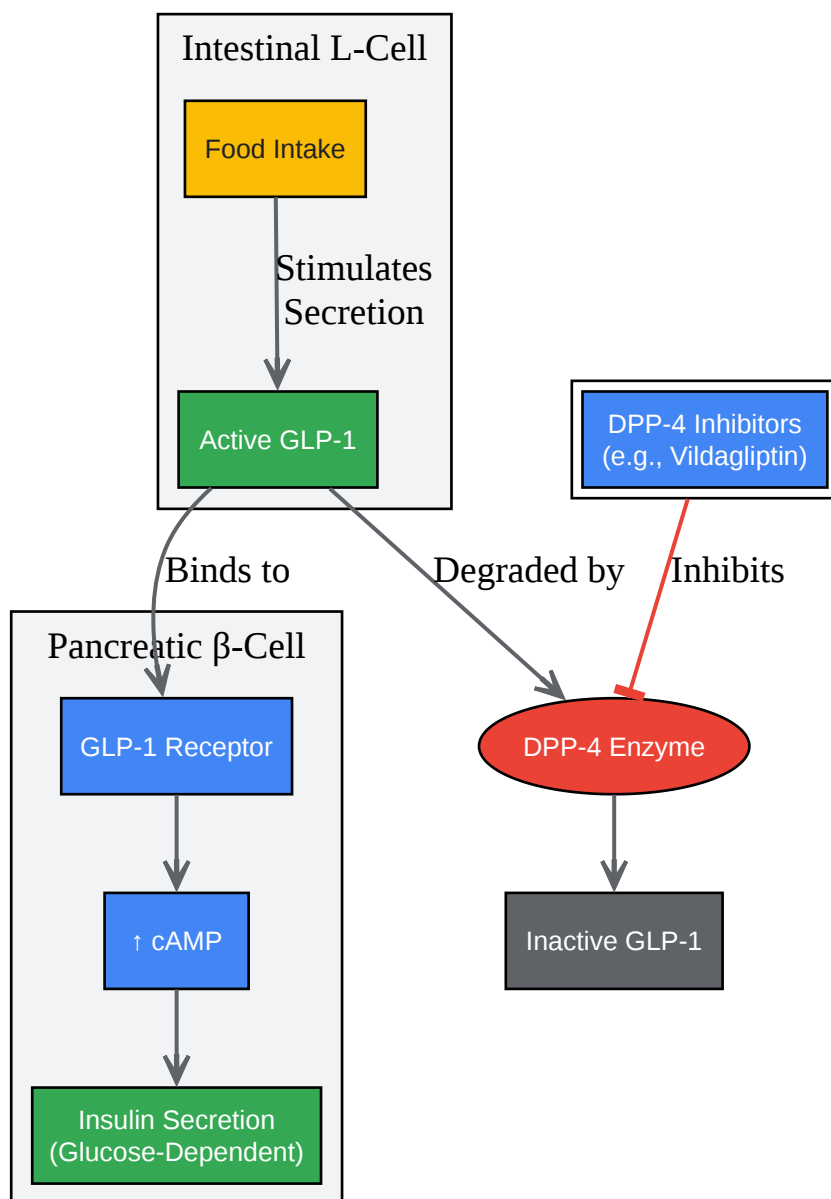 Intestinal L-Cell
Food Intake
Stimulates
Secretion
Active GLP-1
DPP-4 Inhibitors
(e.g., Vildagliptin)
Binds to
Degraded by
Inhibits
Pancreatic β-Cell
GLP-1 Receptor
DPP-4 Enzyme
↑ cAMP
Inactive GLP-1
Insulin Secretion
(Glucose-Dependent)